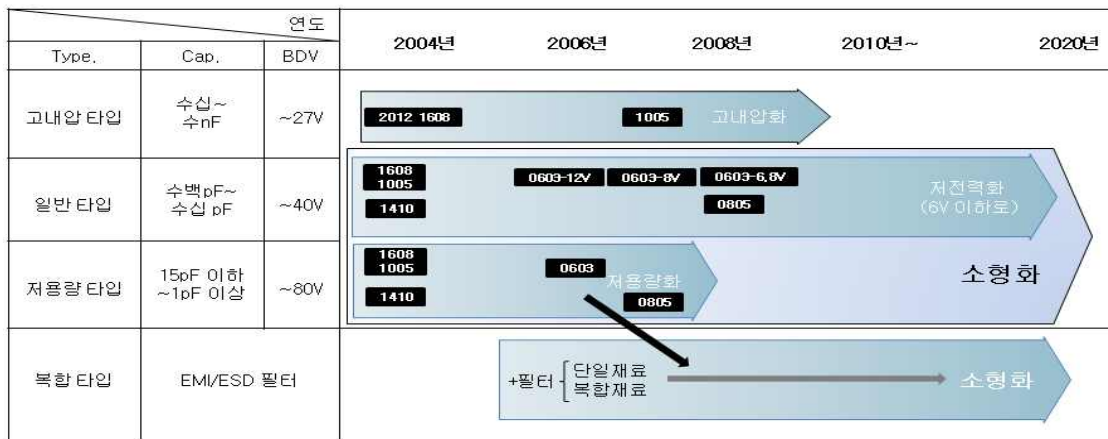 연도
2004년 2006년 2008년 2010년~ 2020년
Type. Cap. BDV
고내압 타입 수십~ 수nF ~27V
2012 1608 1005 고내압화
일반 타입 수백pF~ 수십 pF ~40V
1608
1005
1410
0603-12V 0603-8V 0603-6.8V
0805
저전력화
(6V 이하로)
저용량 타입 15pF 이하 ~1pF 이상 ~80V
1608
1005
1410
0603
저용량화
0805
소형화
복합 타입 EMI/ESD 필터
+필터
단일재료
복합재료
소형화